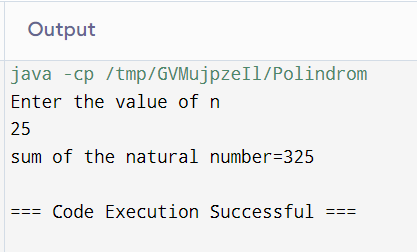 Output
java -cp /tmp/GVMujpzeIl/Polindrom
Enter the value of n
25
sum of the natural number=325
=== Code Execution Successful ===